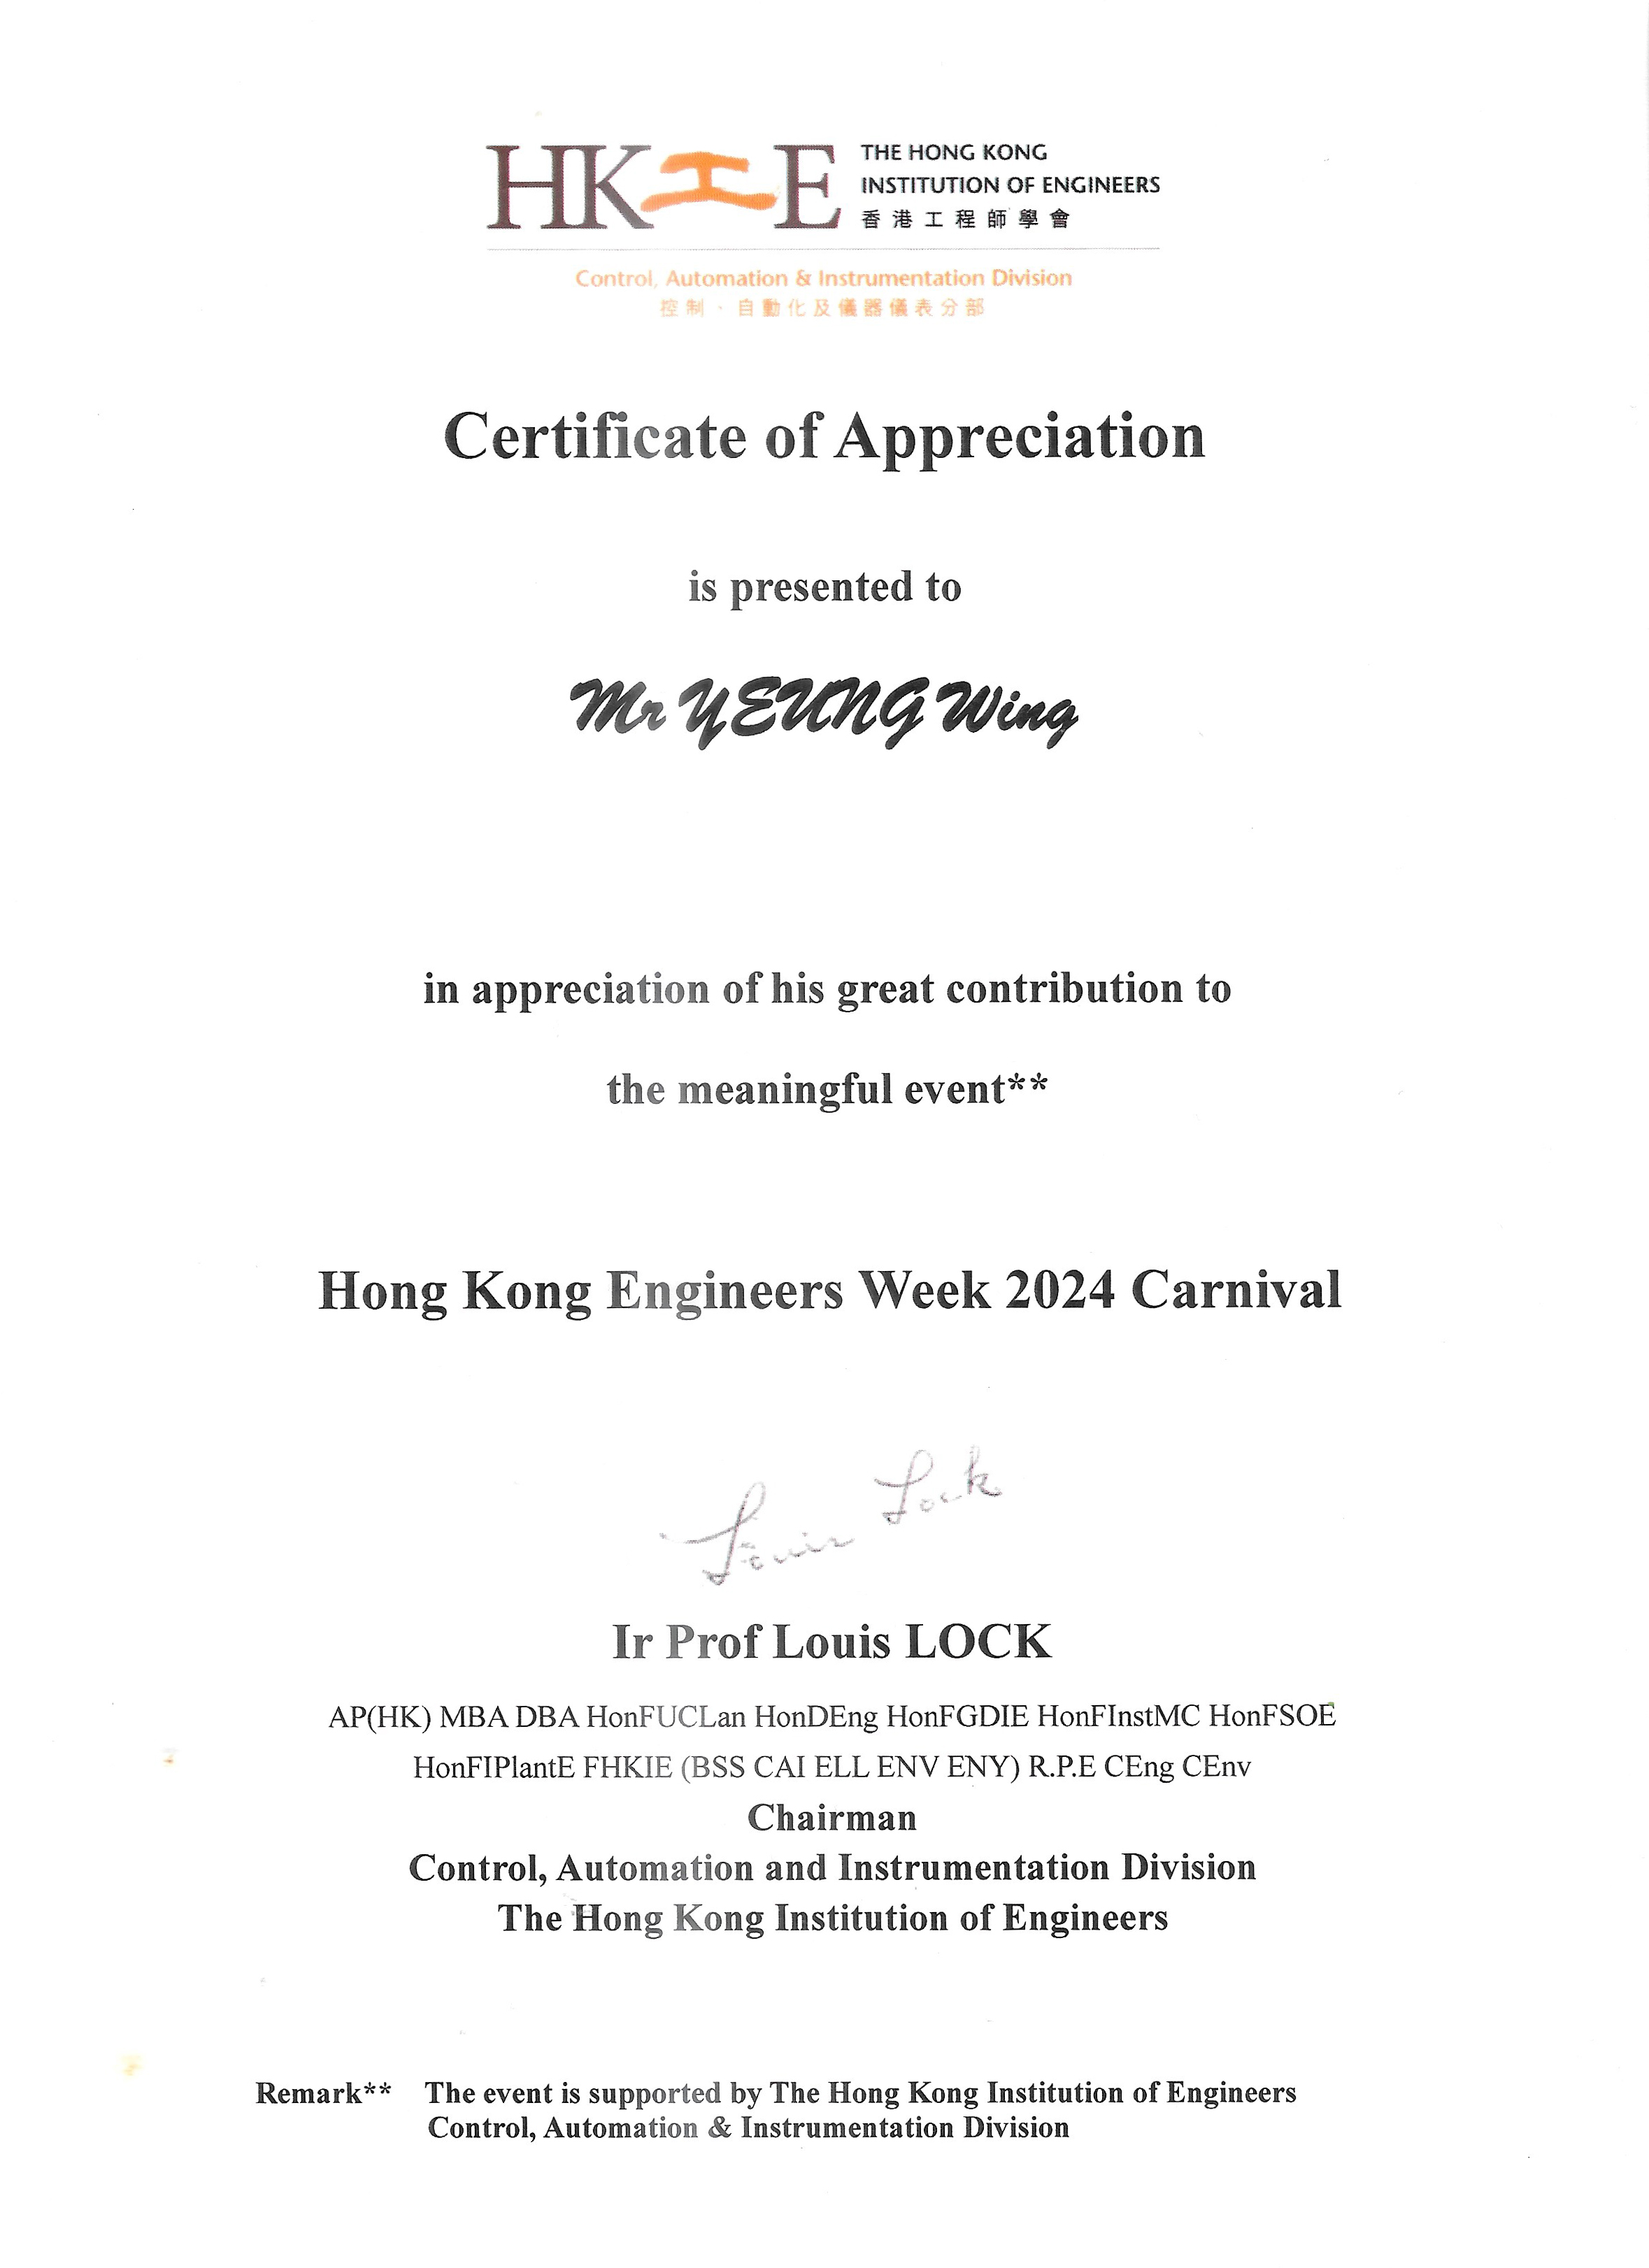 HK工E
THE HONG KONG
INSTITUTION OF ENGINEERS
香港工程師學會
Control, Automation & Instrumentation Division
控制、自動化及儀器儀表分部
Certificate of Appreciation
is presented to
Mr YEUNG Wing
in appreciation of his great contribution to
the meaningful event**
Hong Kong Engineers Week 2024 Carnival
Louis Lock
Ir Prof Louis LOCK
AP(HK) MBA DBA HonFUCLan HonDEng HonFGDIE HonFInstMC HonFSOE
HonFIPlantE FHKIE (BSS CAI ELL ENV ENY) R.P.E CEng CEnv
Chairman
Control, Automation and Instrumentation Division
The Hong Kong Institution of Engineers
Remark** The event is supported by The Hong Kong Institution of Engineers
Control, Automation & Instrumentation Division